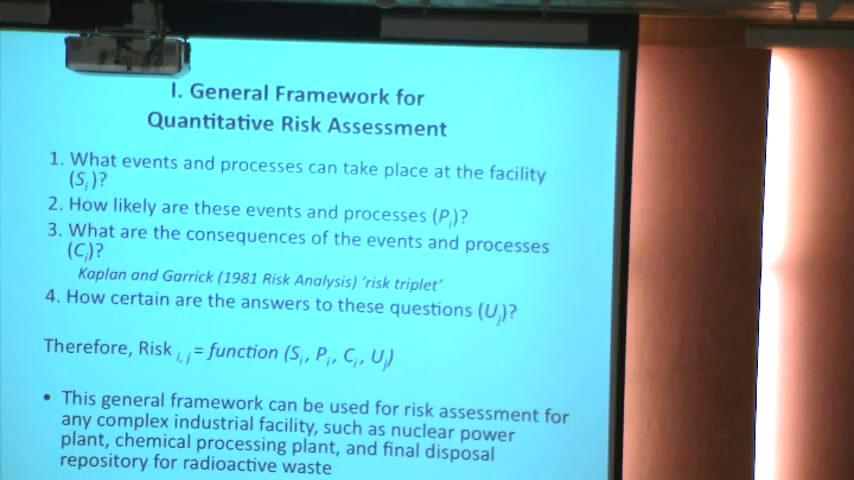 I. General Framework for
Quantitative Risk Assessment
1. What events and processes can take place at the facility
(Si)?
2. How likely are these events and processes (Pi)?
3. What are the consequences of the events and processes
(Ci)?
Kaplan and Garrick (1981 Risk Analysis) ‘risk triplet’
4. How certain are the answers to these questions (Uj)?
Therefore, Risk i, j = function (Si, Pi, Ci, Uj)
• This general framework can be used for risk assessment for
any complex industrial facility, such as nuclear power
plant, chemical processing plant, and final disposal
repository for radioactive waste